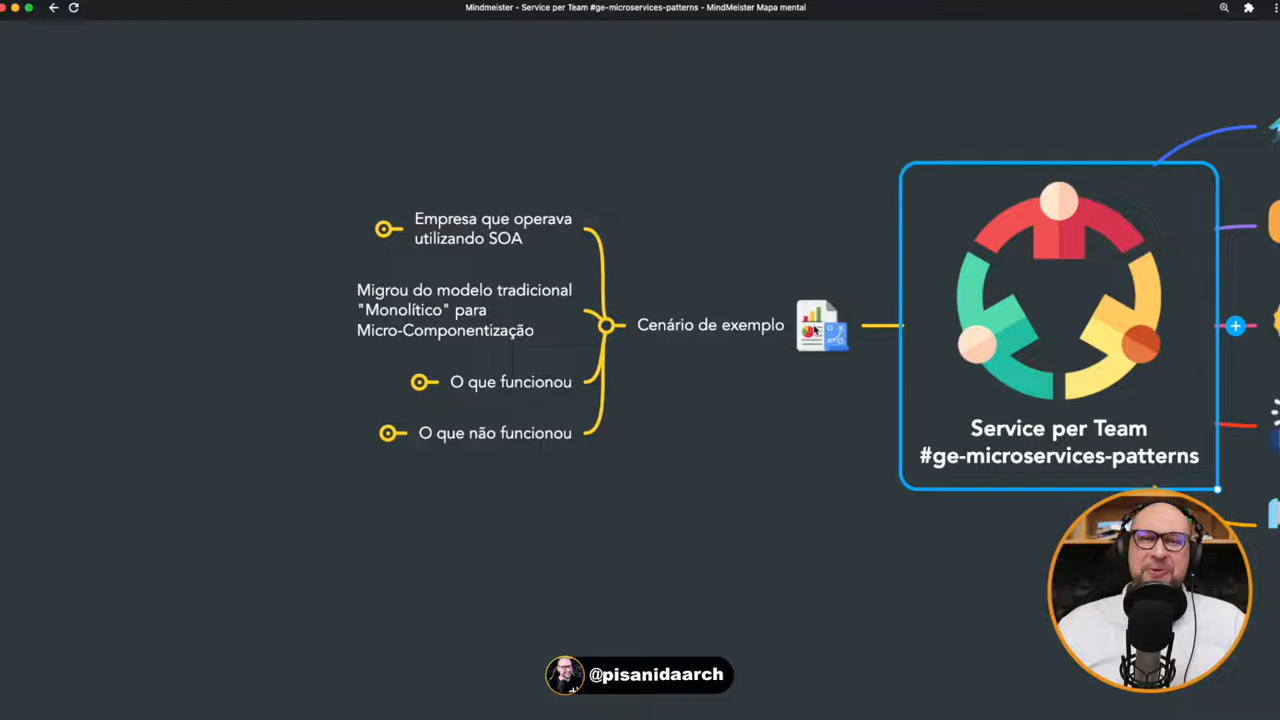 Mindmeister - Service per Team #ge-microservices-patterns - MindMeister Mapa mental
Empresa que operava
utilizando SOA
Migrou do modelo tradicional
"Monolítico" para
Micro-Componentização
O que funcionou
O que não funcionou
Cenário de exemplo
Service per Team
#ge-microservices-patterns
@pisanidaarch